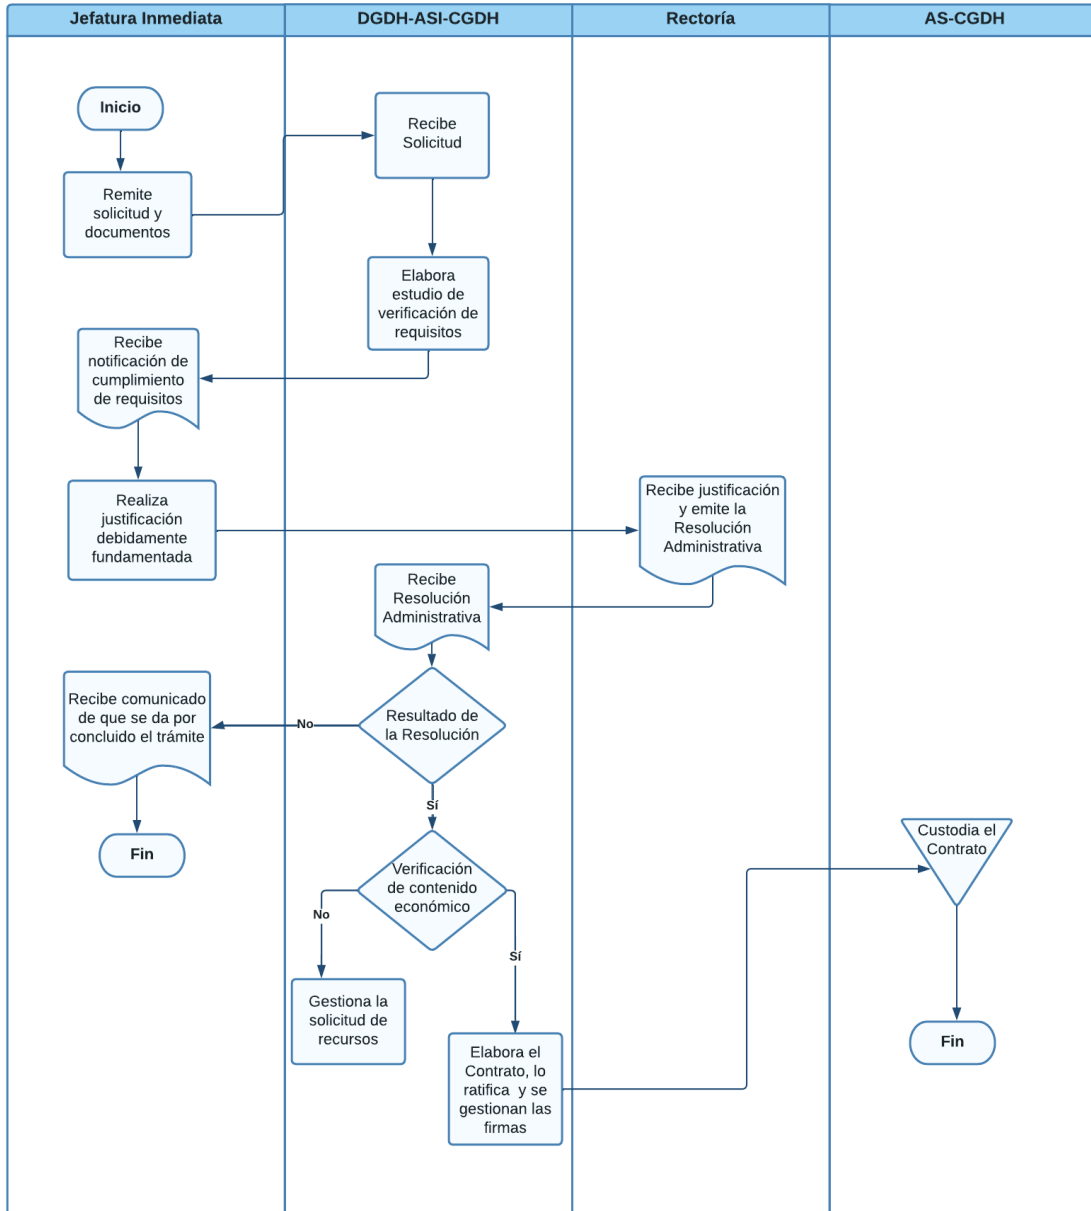 Jefatura Inmediata
DGDH-ASI-CGDH
Rectoría
AS-CGDH
Inicio
Remite
solicitud y
documentos
Recibe
Solicitud
Elabora
estudio de
verificación de
requisitos
Recibe
notificación de
cumplimiento
de requisitos
Realiza
justificación
debidamente
fundamentada
Recibe justificación
y emite la
Resolución
Administrativa
Recibe
Resolución
Administrativa
Resultado de
la Resolución
No
Recibe comunicado
de que se da por
concluido el trámite
Fin
Sí
Verificación
de contenido
económico
No
Gestiona la
solicitud de
recursos
Sí
Elabora el
Contrato, lo
ratifica  y se
gestionan las
firmas
Custodia el
Contrato
Fin